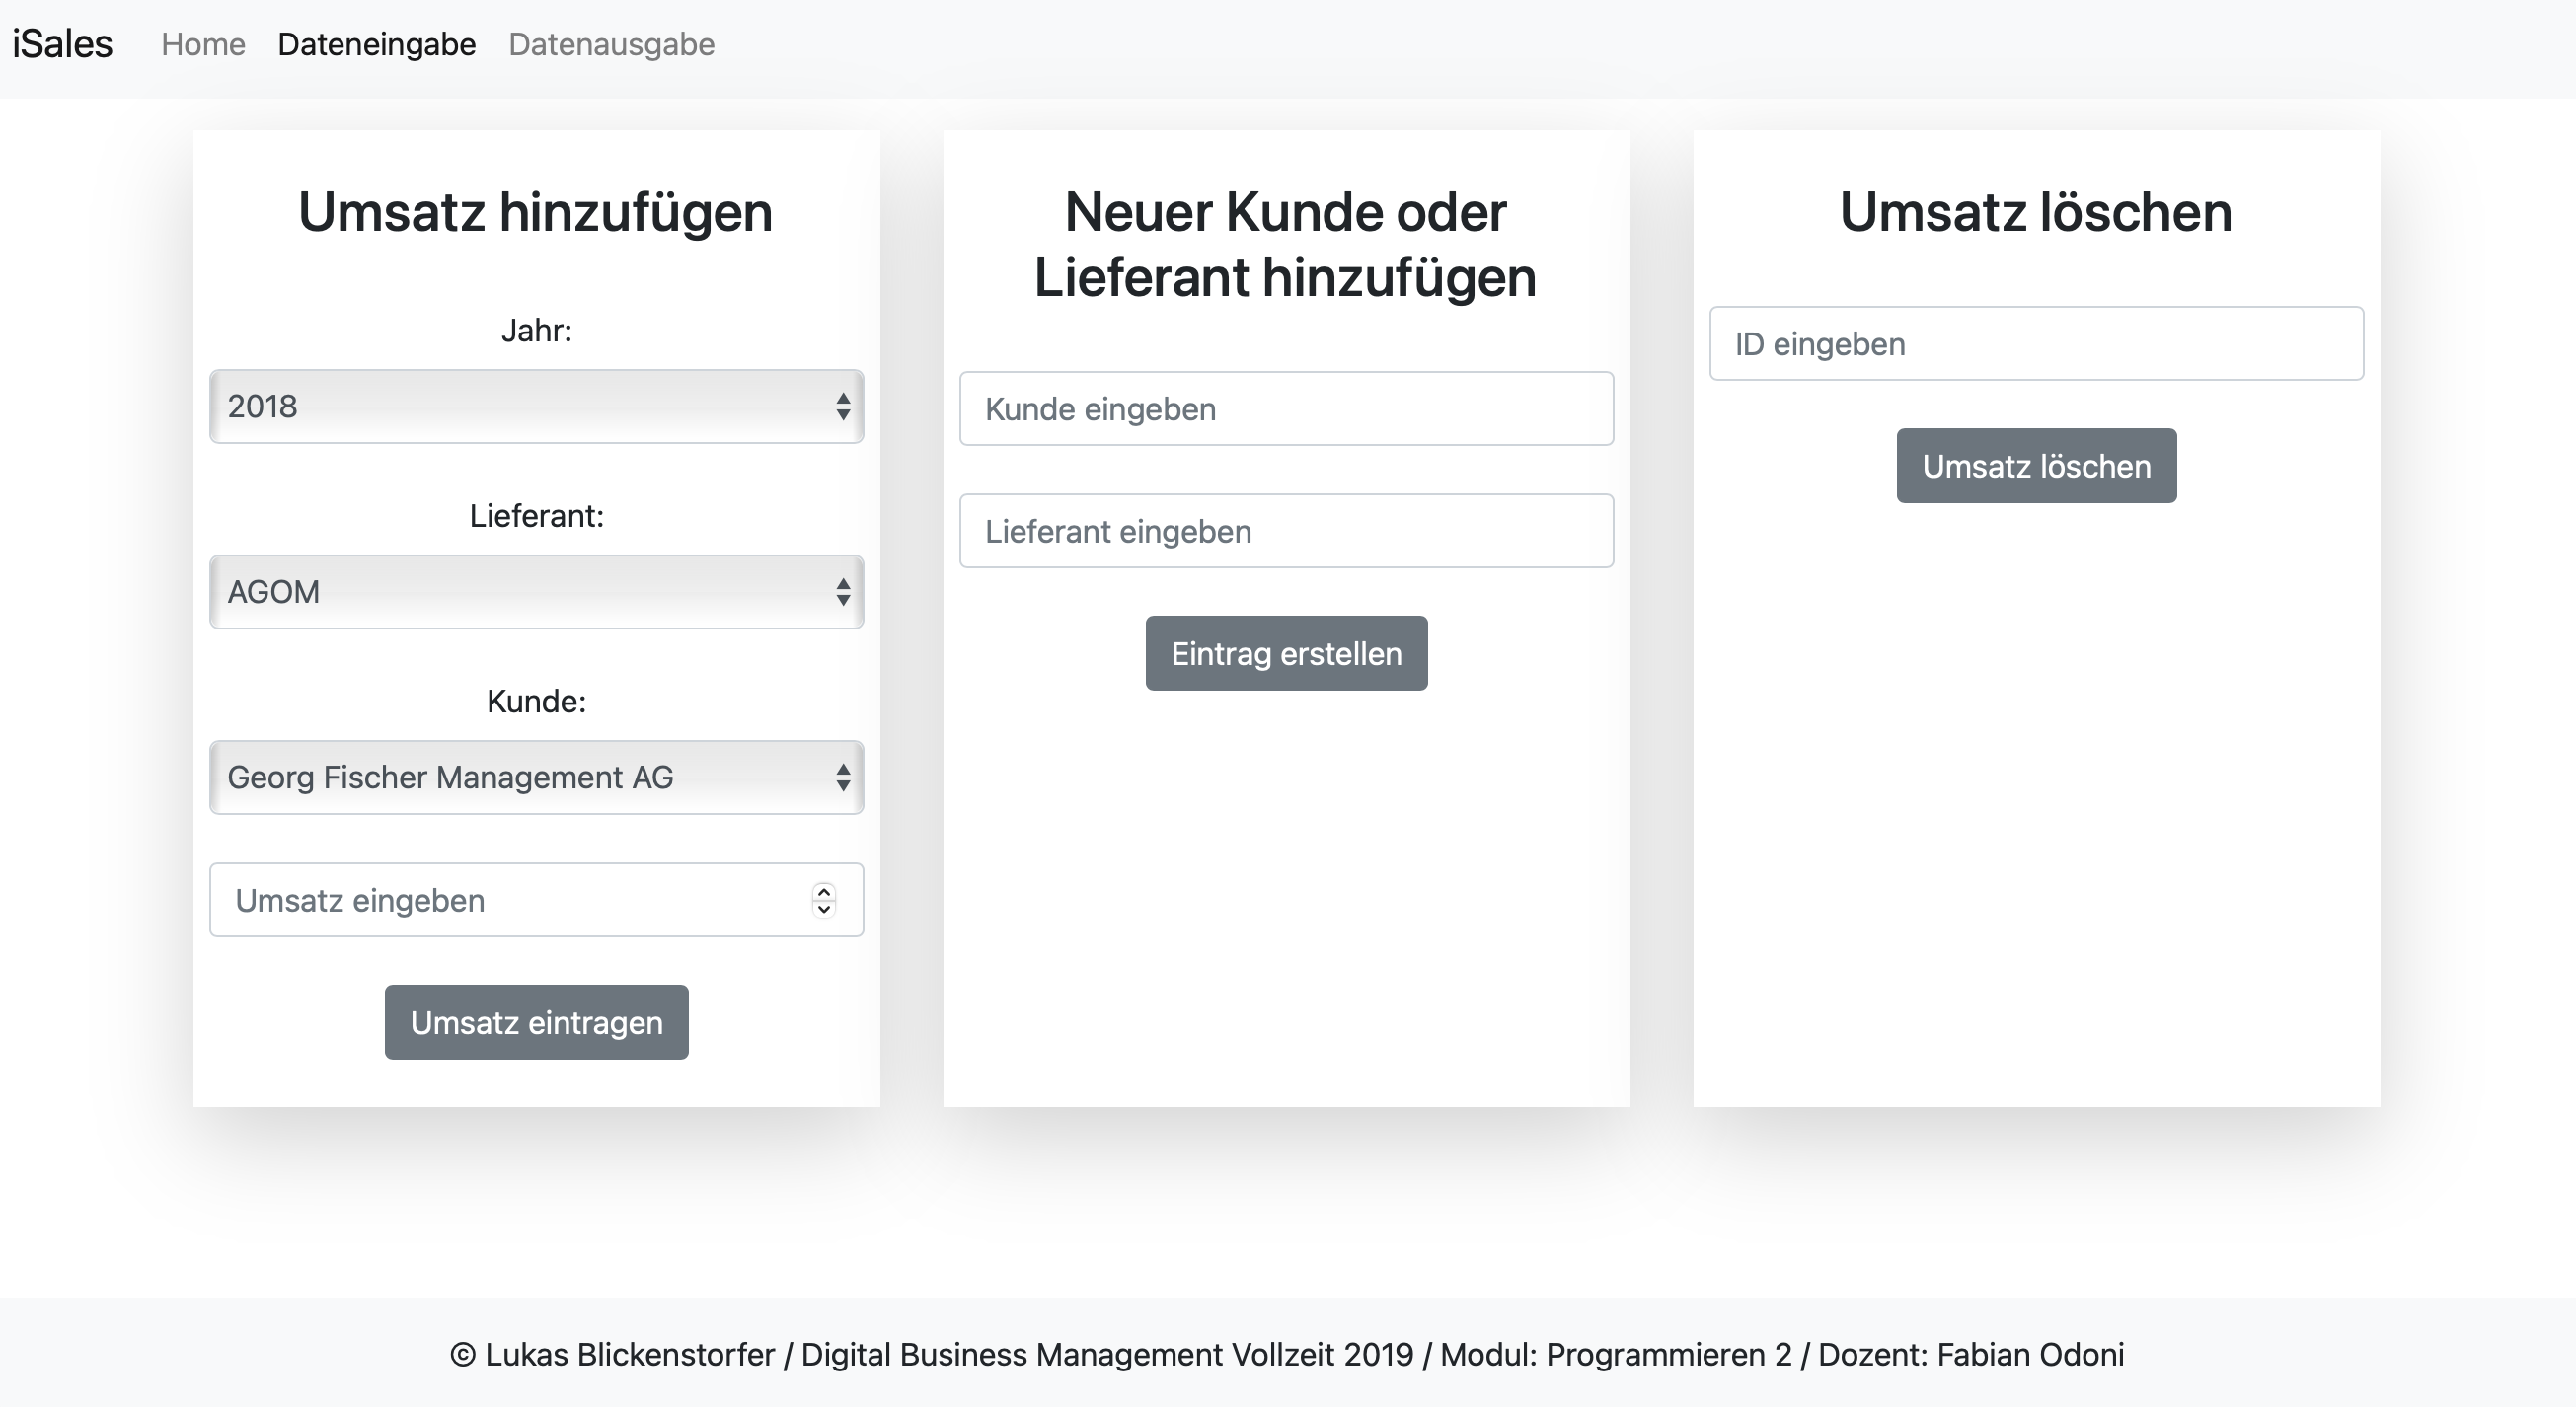 iSales Home Dateneingabe Datenausgabe
Umsatz hinzufügen
Jahr:
2018
Lieferant:
AGOM
Kunde:
Georg Fischer Management AG
Umsatz eingeben
Umsatz eintragen
Neuer Kunde oder
Lieferant hinzufügen
Kunde eingeben
Lieferant eingeben
Eintrag erstellen
Umsatz löschen
ID eingeben
Umsatz löschen
© Lukas Blickenstorfer / Digital Business Management Vollzeit 2019 / Modul: Programmieren 2 / Dozent: Fabian Odoni